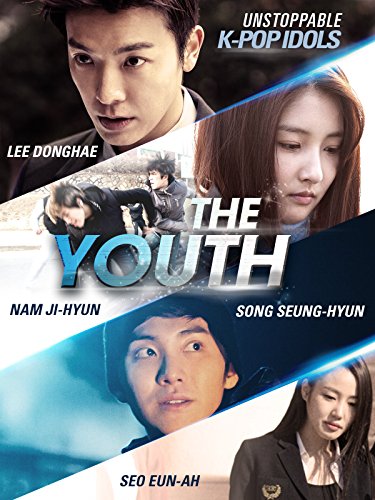 UNSTOPPABLE
K-POP IDOLS
LEE DONGHAE
THE
YOUTH
NAM JI-HYUN
SONG SEUNG-HYUN
SEO EUN-AH